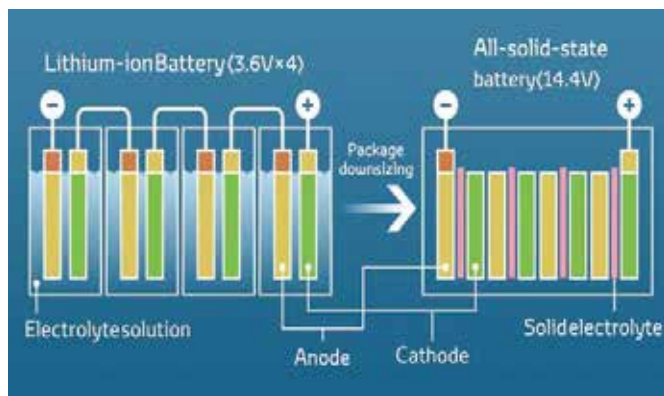 Lithium-ionBattery(3.6V×4)
All-solid-state
battery(14.4V)
Package
downsizing
Electrolytesolution
Anode
Cathode
Solidelectrolyte